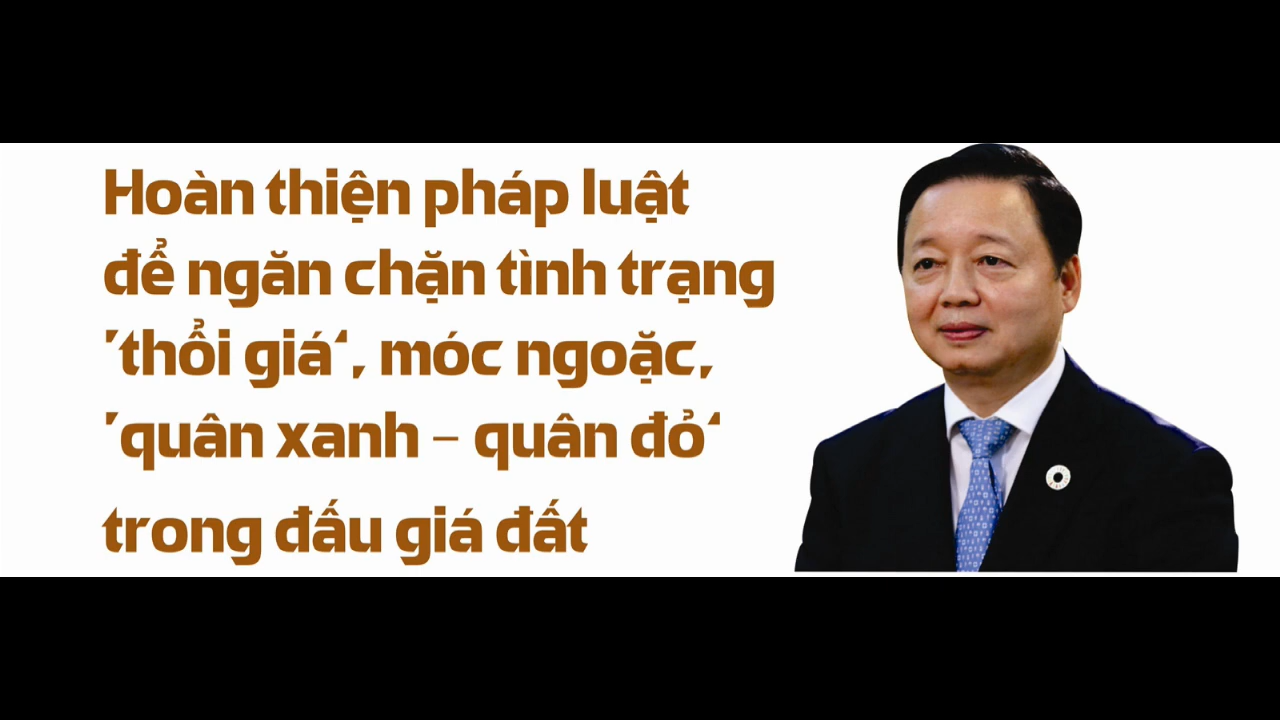 Hoàn thiện pháp luật
để ngăn chặn tình trạng
'thổi giá‘, móc ngoặc,
'quân xanh – quân đỏ‘
trong đấu giá đất